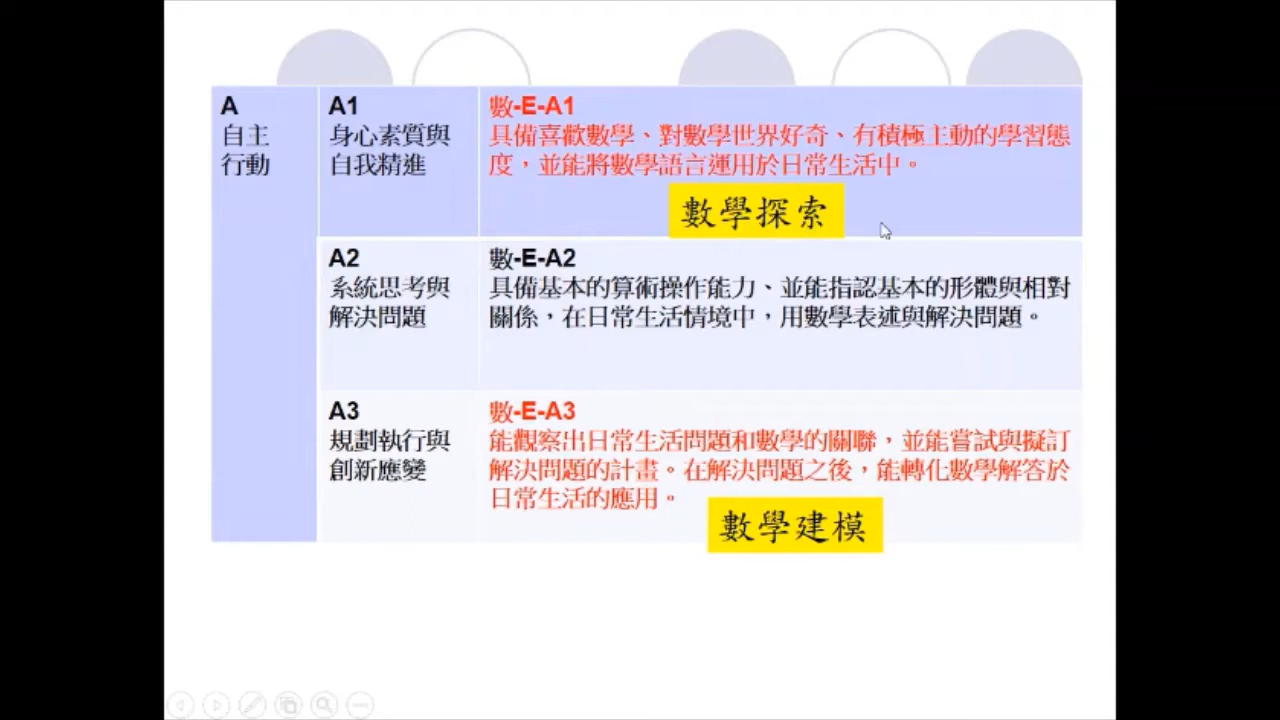 A
自主
行動
A1
身心素質與
自我精進
數-E-A1
具備喜歡數學、對數學世界好奇、有積極主動的學習態
度，並能將數學語言運用於日常生活中。
數學探索
A2
系統思考與
解決問題
數-E-A2
具備基本的算術操作能力、並能指認基本的形體與相對
關係，在日常生活情境中，用數學表述與解決問題。
A3
規劃執行與
創新應變
數-E-A3
能觀察出日常生活問題和數學的關聯，並能嘗試與擬訂
解決問題的計畫。在解決問題之後，能轉化數學解答於
日常生活的應用。
數學建模